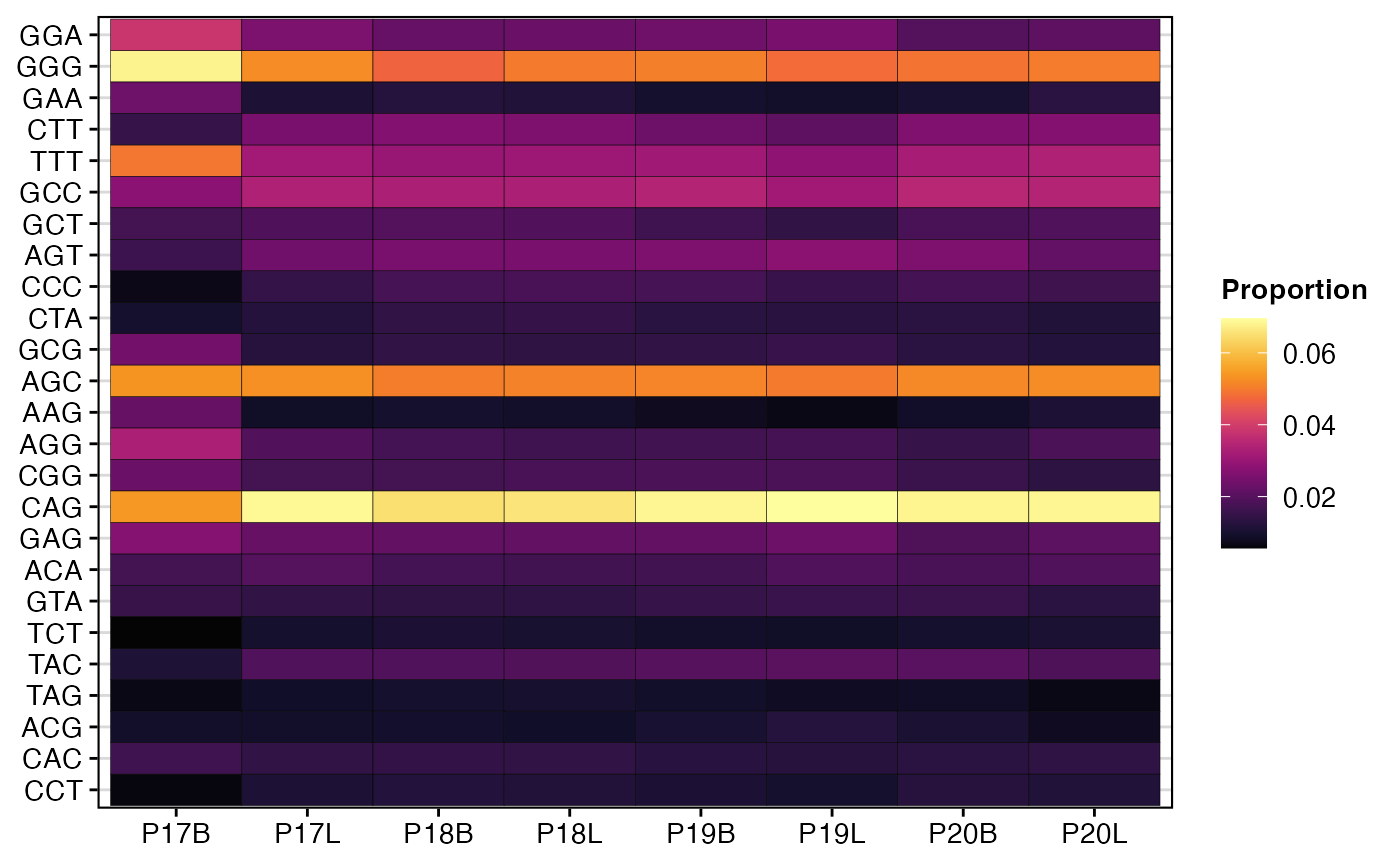 GGA
GGG
GAA
CTT
TTT
GCC
GCT
AGT
CCC
CTA
GCG
AGC
AAG
AGG
CGG
CAG
GAG
ACA
GTA
TCT
TAC
TAG
ACG
CAC
CCT
P17B P17L P18B P18L P19B P19L P20B P20L
Proportion
0.06
0.04
0.02